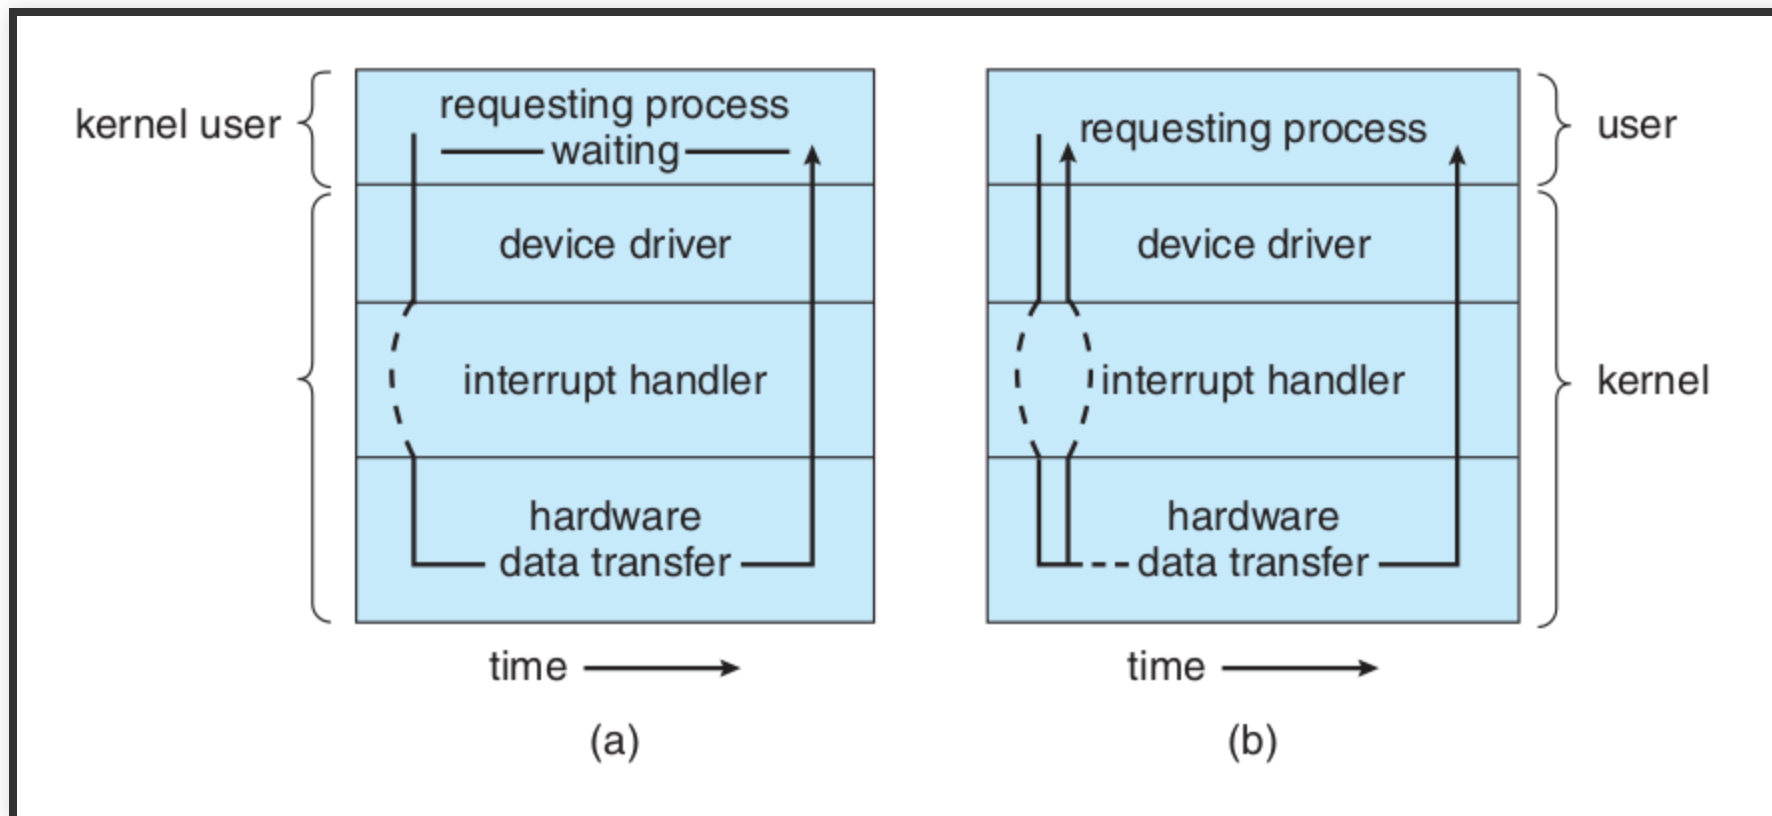 kernel user
requesting process
waiting
device driver
interrupt handler
hardware
data transfer
time
(a)
requesting process
device driver
interrupt handler
hardware
data transfer
time
(b)
user
kernel